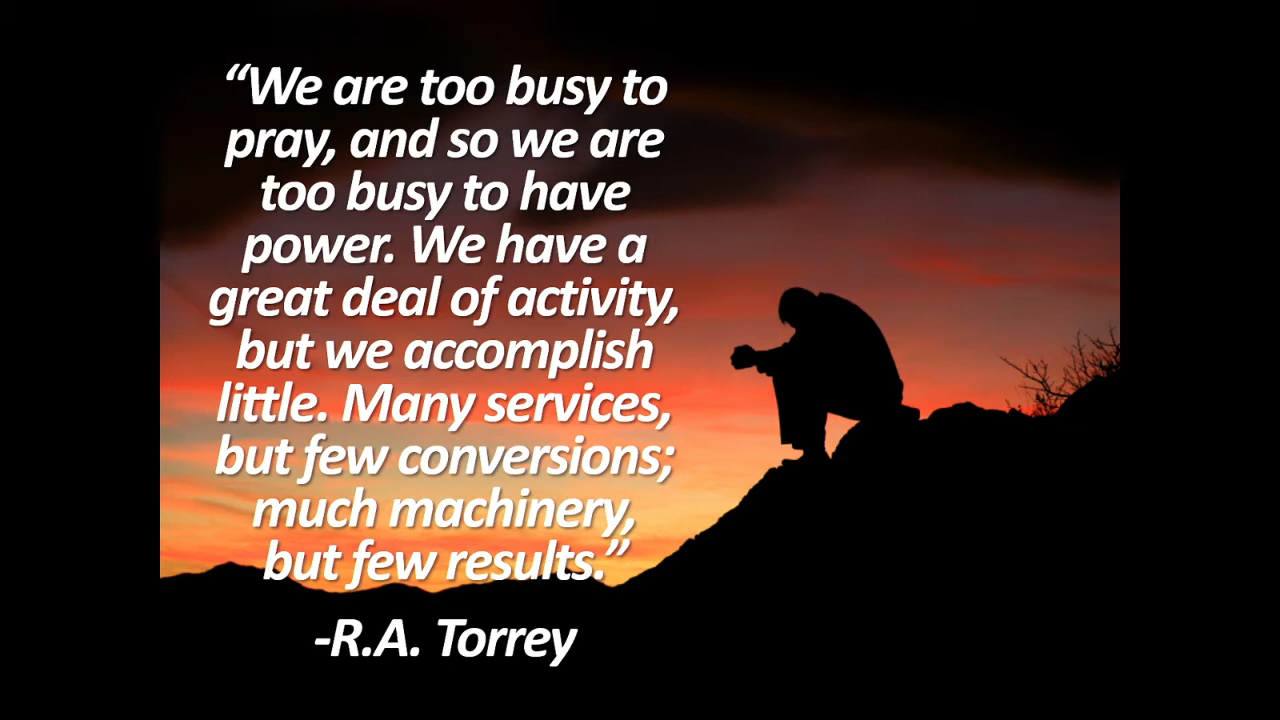 “We are too busy to
pray, and so we are
too busy to have
power. We have a
great deal of activity,
but we accomplish
little. Many services,
but few conversions;
much machinery,
but few results.”
-R.A. Torrey